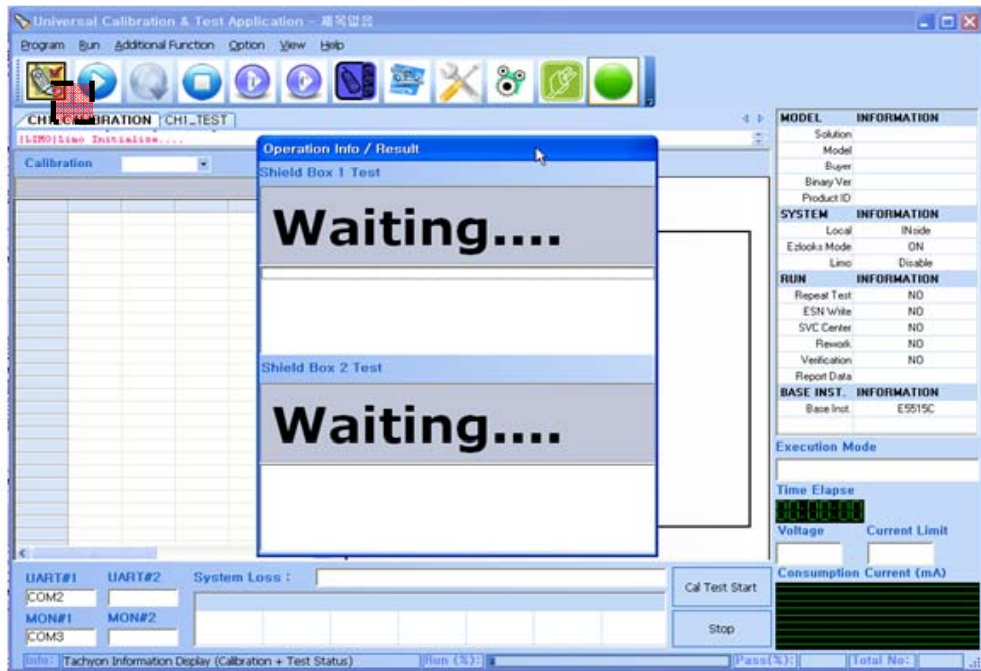 Universal Calibration & Test Application - 제목없음
Program Run Additional Function Option View Help
CH1_CALIBRATION CH1_TEST
[LIMO]Limo Initialize....
Calibration
Operation Info / Result
Shield Box 1 Test
Waiting....
Shield Box 2 Test
Waiting....
MODEL INFORMATION
Solution
Model
Buyer
Binary Ver
Product ID
SYSTEM INFORMATION
Local INside
Ezlooks Mode ON
Limo Disable
RUN INFORMATION
Repeat Test NO
ESN Write NO
SVC Center NO
Rework NO
Verification NO
Report Data
BASE INST. INFORMATION
Base Inst. E5515C
Execution Mode
Time Elapse
00:00:00
Voltage Current Limit
Consumption Current (mA)
UART#1 UART#2 System Loss :
COM2
MON#1 MON#2
COM3
Cal Test Start
Stop
Info: Tachyon Information Display (Calibration + Test Status) Run (%): Pass(%): Total No: